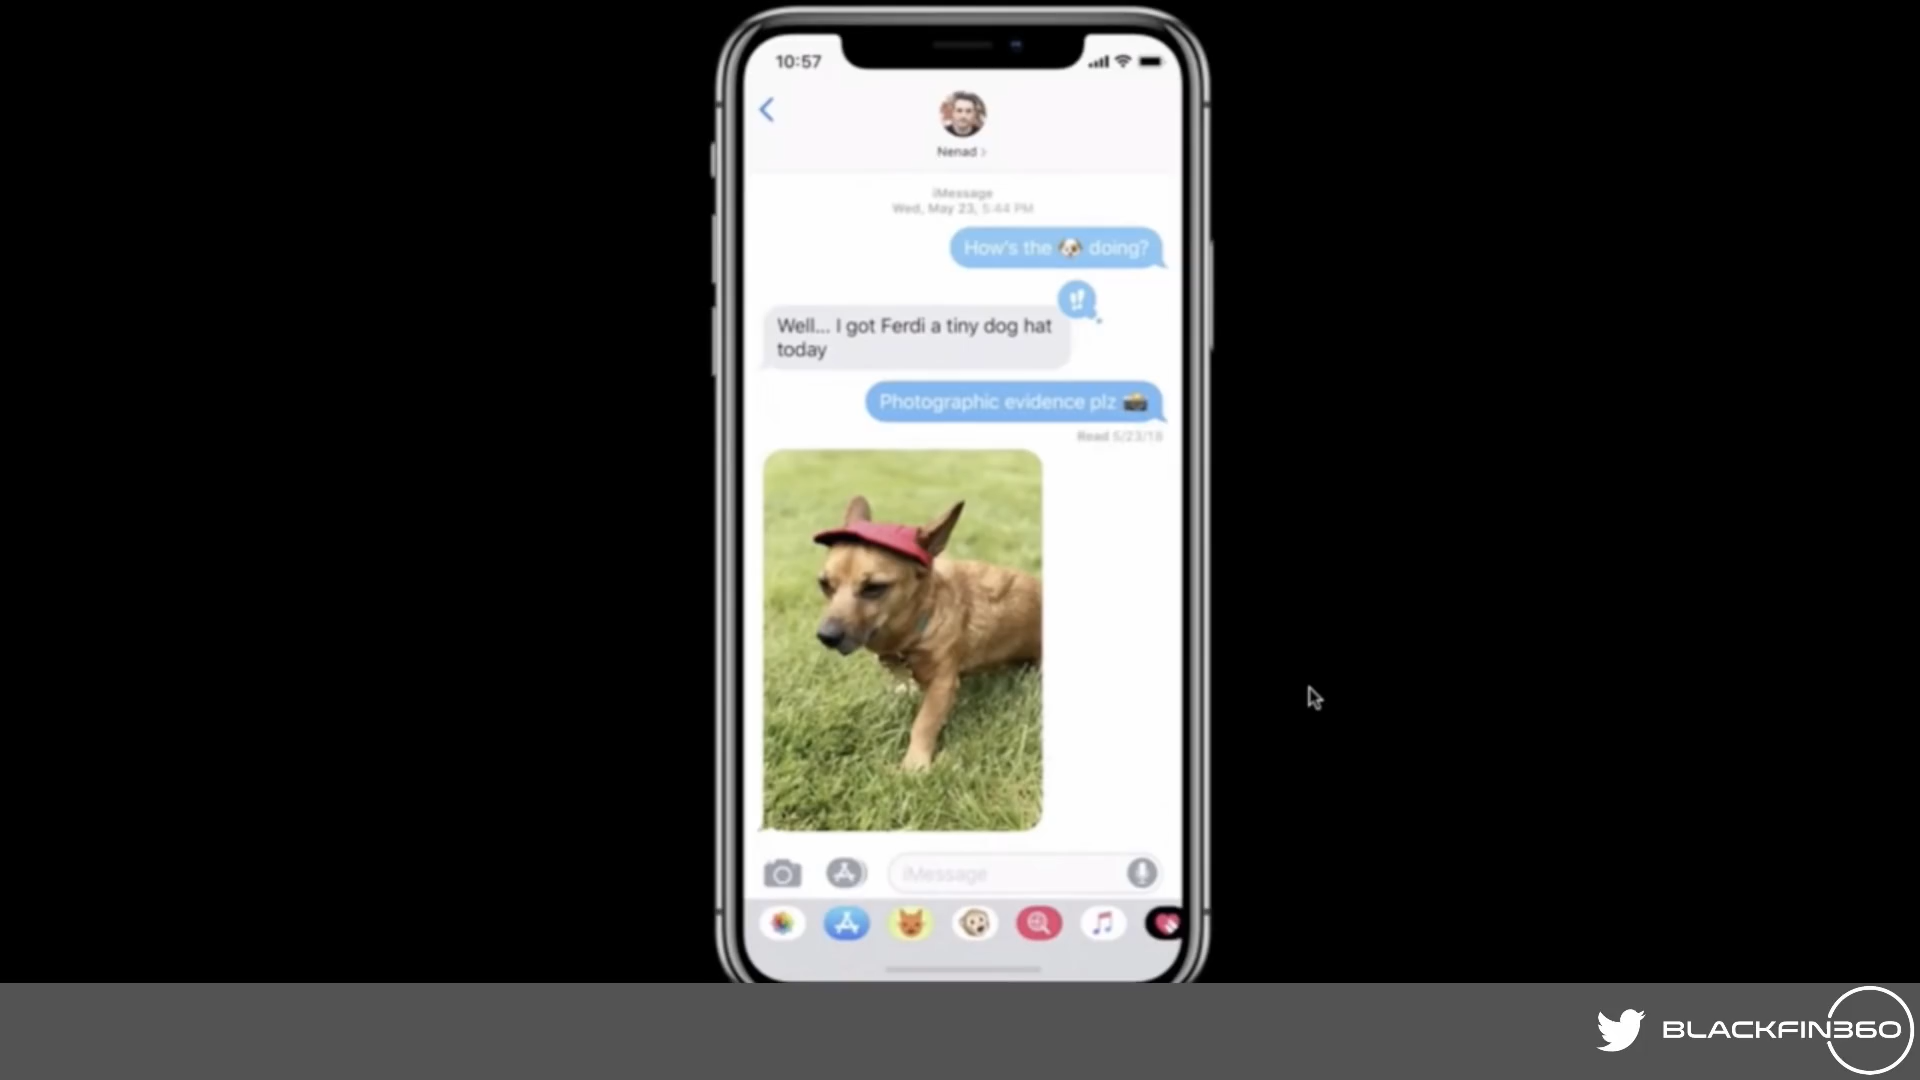 10:57
Nenad >
iMessage
Wed, May 23, 5:44 PM
How's the 🐶 doing?
!!
Well... I got Ferdi a tiny dog hat
today
Photographic evidence plz 📸
Read 5/23/18
iMessage
BLACKFIN360